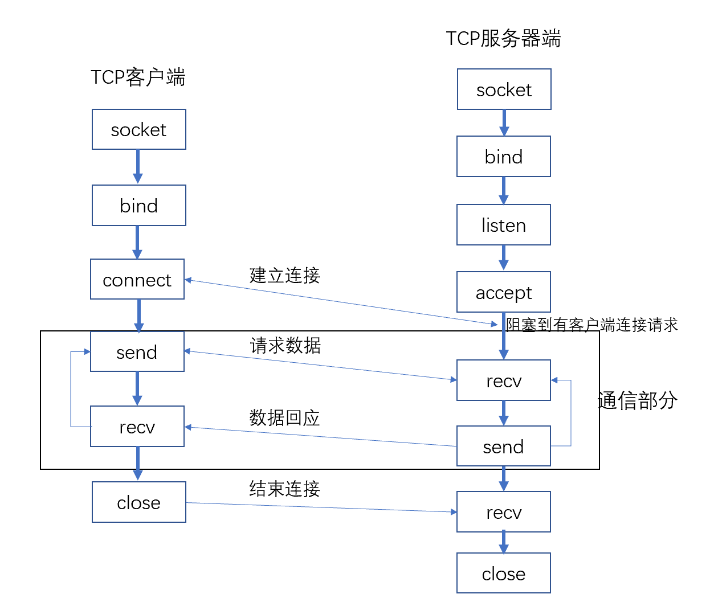 TCP服务器端
TCP客户端
socket
socket
bind
bind
listen
connect
建立连接
accept
阻塞到有客户端连接请求
send
请求数据
recv
通信部分
recv
数据回应
send
close
结束连接
recv
close